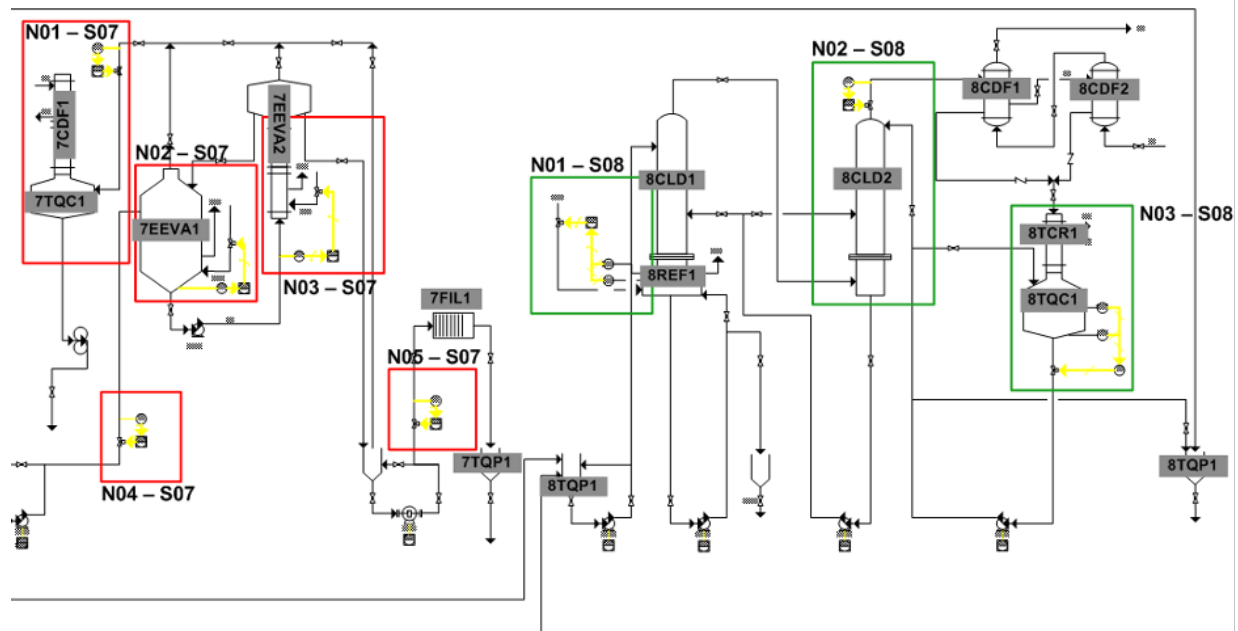 N01 – S07
7CDF1
7TQC1
N02 – S07
7EEVA1
7EEVA2
N03 – S07
N04 – S07
7FIL1
N05 – S07
7TQP1
N01 – S08
8CLD1
8REF1
8TQP1
N02 – S08
8CLD2
8CDF1
8CDF2
N03 – S08
8TCR1
8TQC1
8TQP1